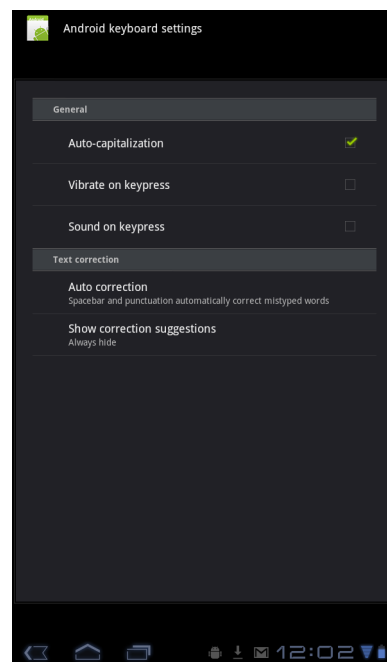 Android keyboard settings
General
Auto-capitalization
Vibrate on keypress
Sound on keypress
Text correction
Auto correction
Spacebar and punctuation automatically correct mistyped words
Show correction suggestions
Always hide
12:02